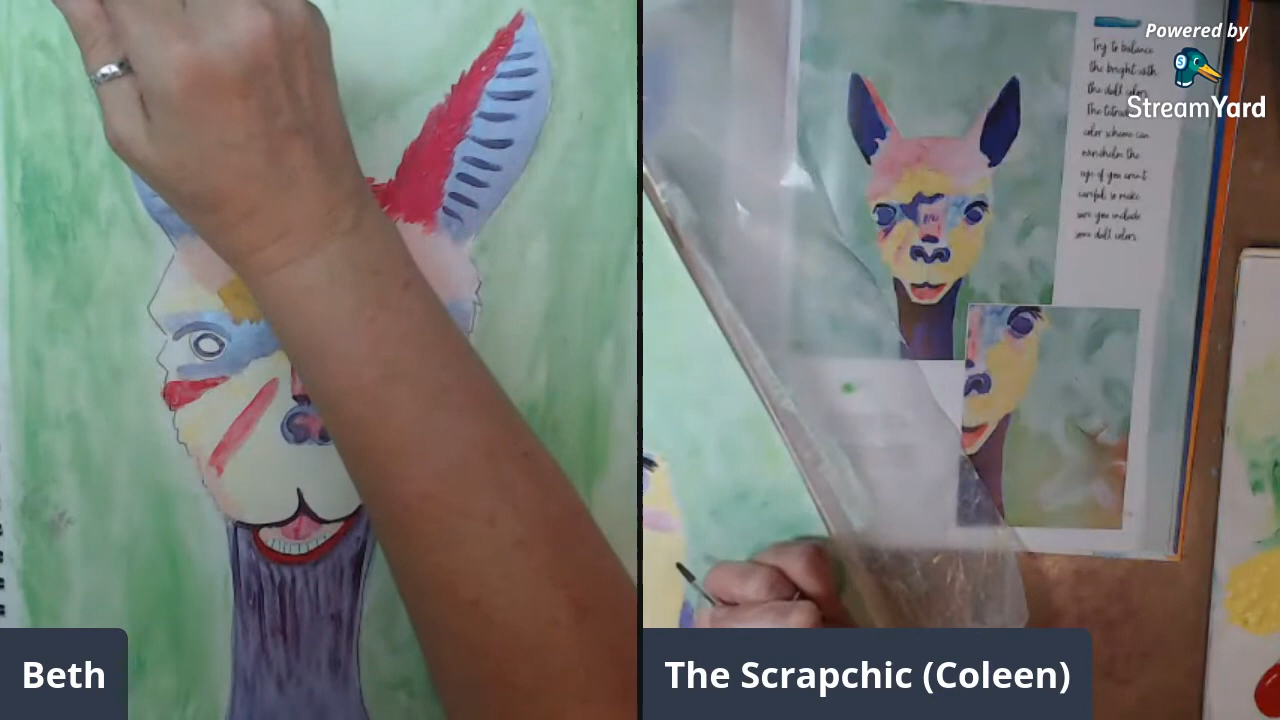 Powered by
StreamYard
Try to balance
the bright with
the dull colors.
The tetradic
color scheme can
overwhelm the
eye if you aren't
careful, so make
sure you include
some dull colors.
Beth
The Scrapchic (Coleen)